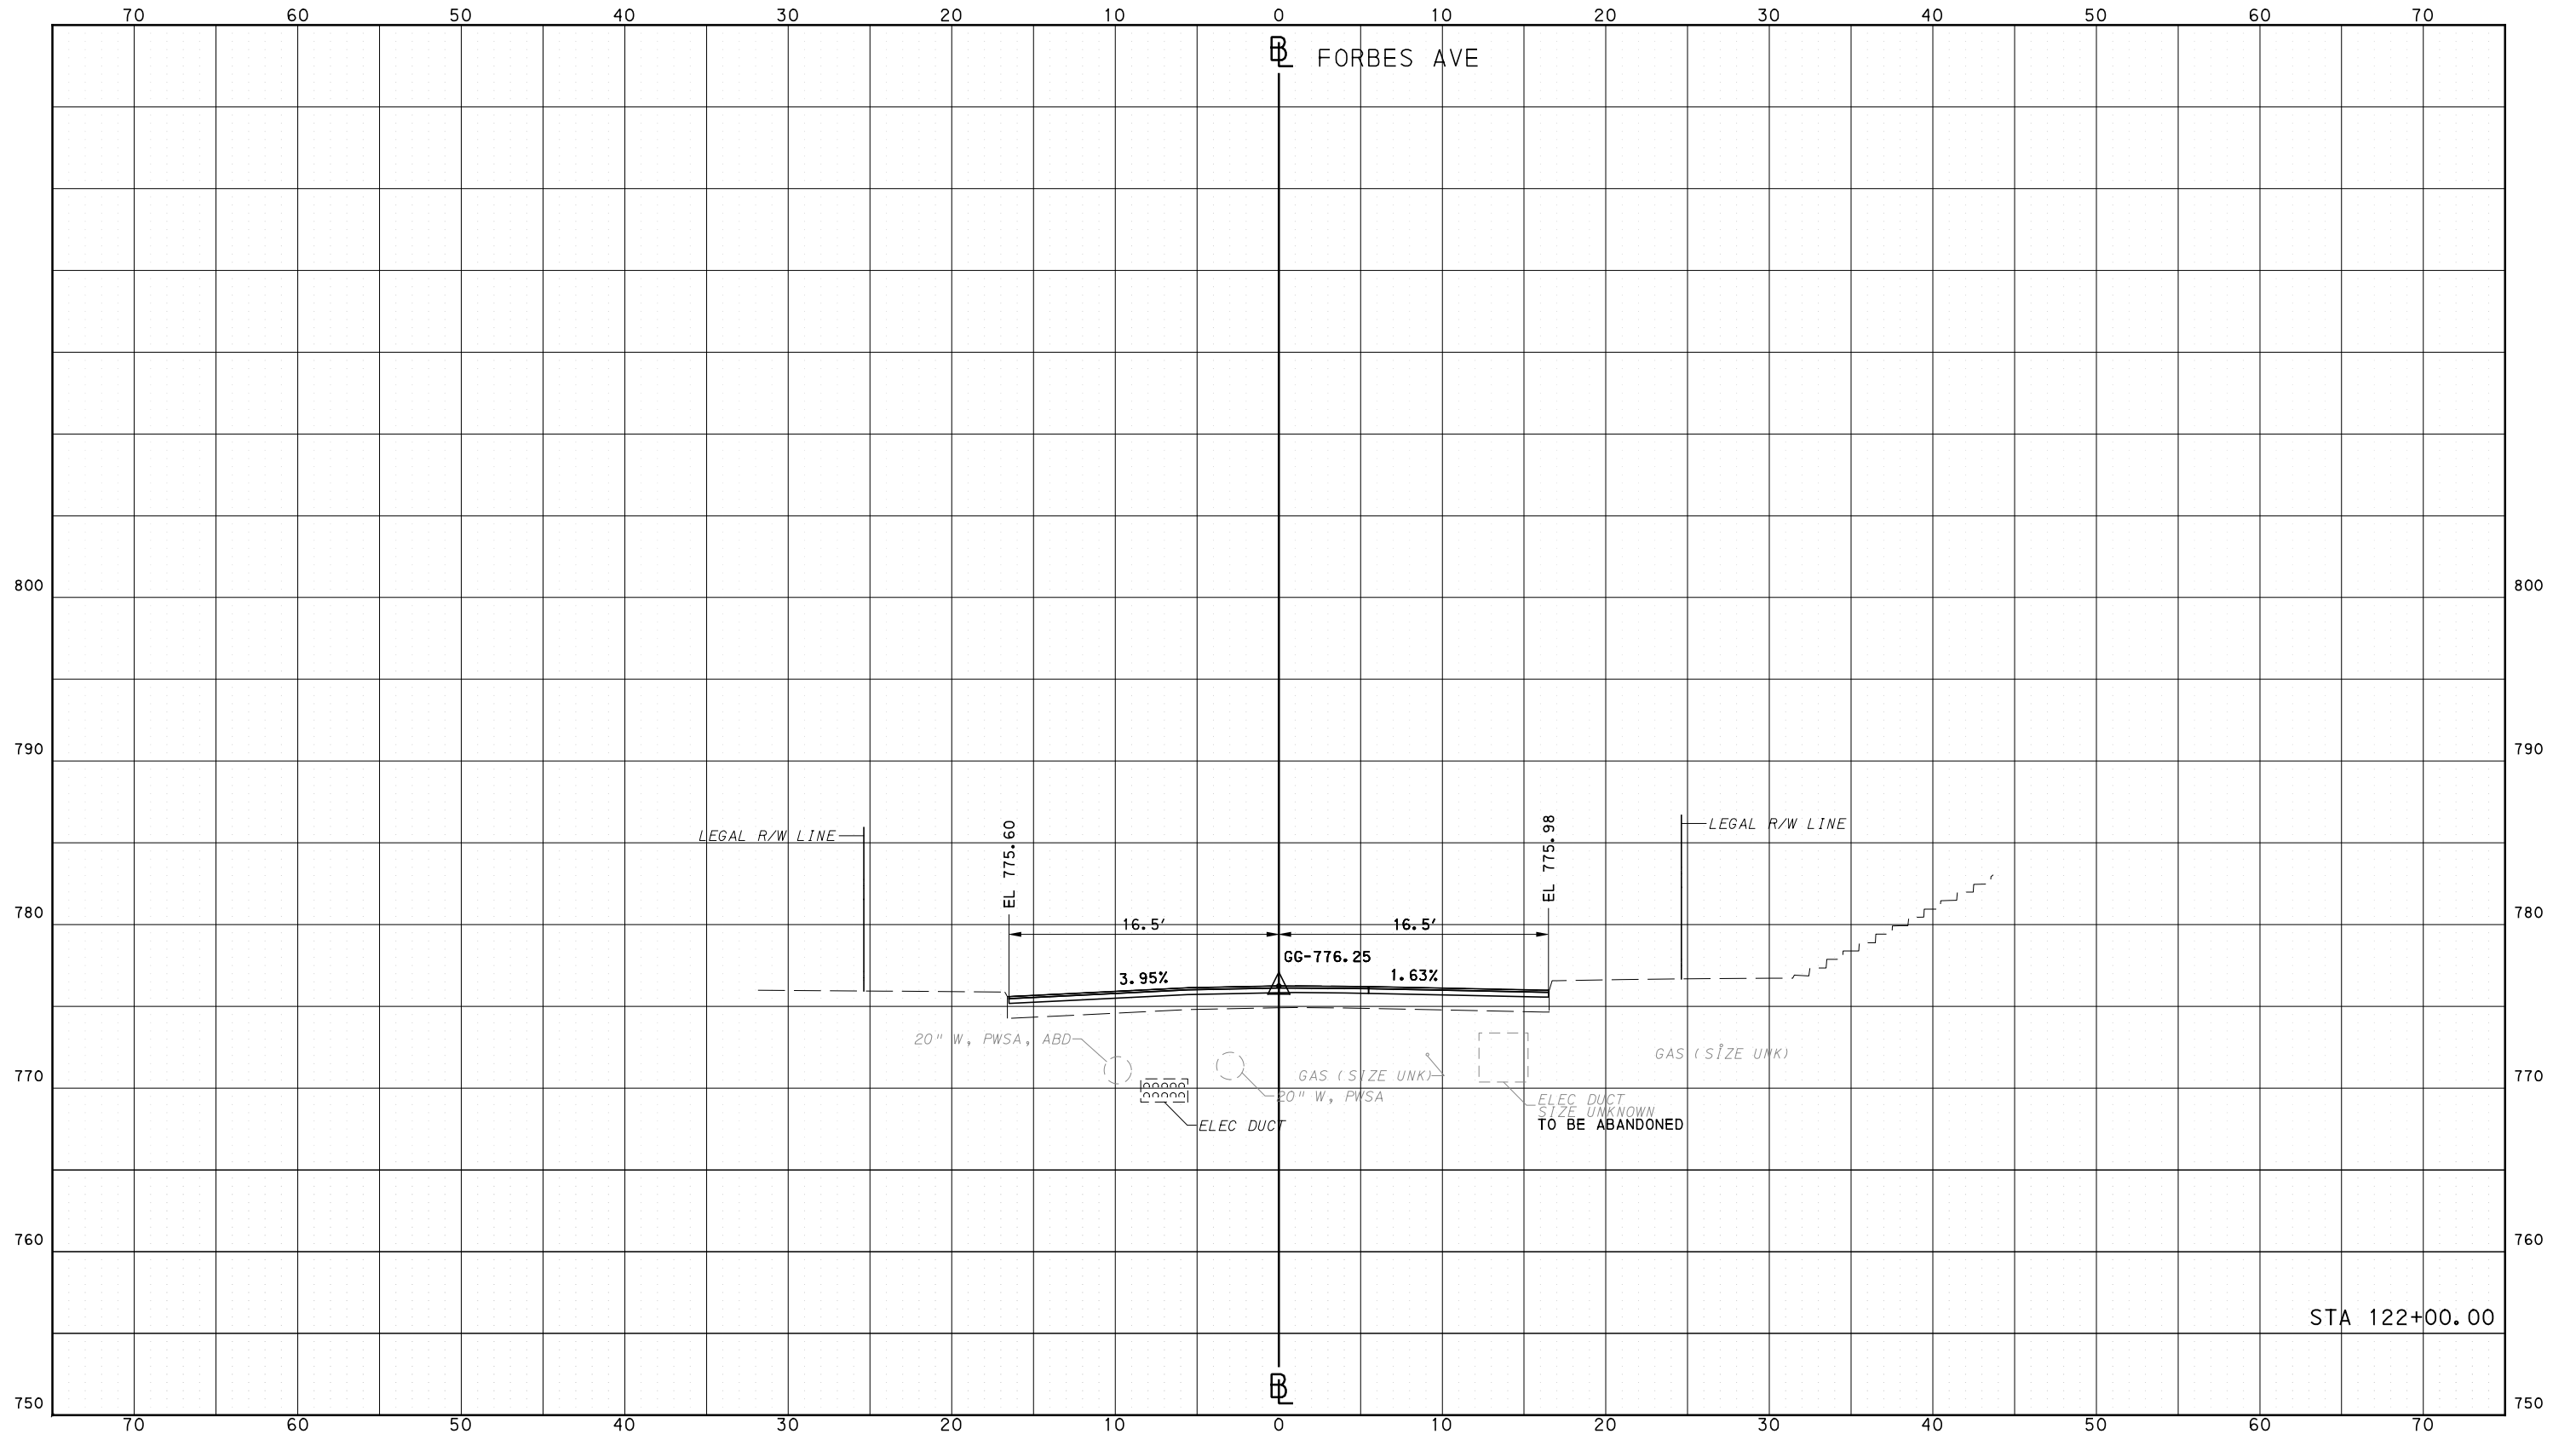 70 60 50 40 30 20 10 0 10 20 30 40 50 60 70
BL FORBES AVE
800 800
790 790
LEGAL R/W LINE
EL 775.60
EL 775.98
LEGAL R/W LINE
780 780
16.5' 16.5'
GG-776.25
3.95% 1.63%
20" W, PWSA, ABD
GAS (SIZE UNK)
770 GAS (SIZE UNK) 770
20" W, PWSA
ELEC DUCT
SIZE UNKNOWN
TO BE ABANDONED
ELEC DUCT
760 760
STA 122+00.00
BL
750 750
70 60 50 40 30 20 10 0 10 20 30 40 50 60 70